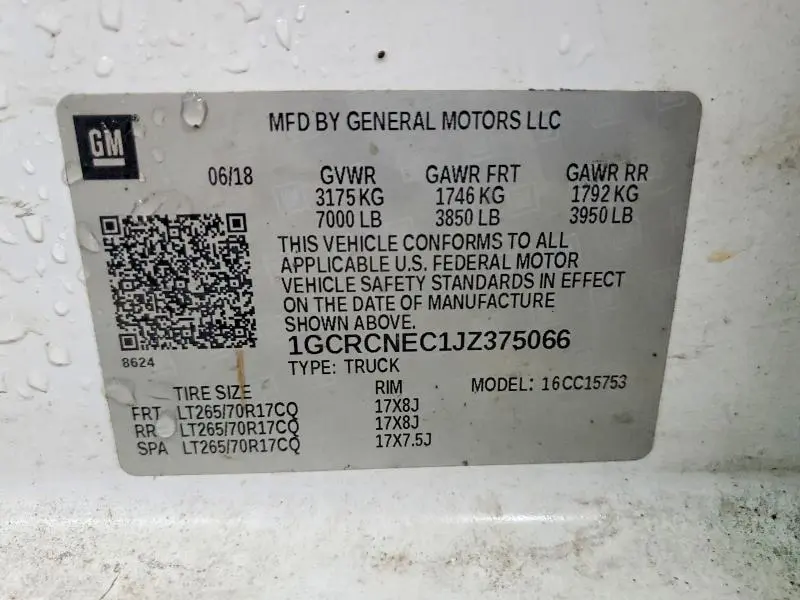 GM
MFD BY GENERAL MOTORS LLC
06/18 GVWR GAWR FRT GAWR RR
3175 KG 1746 KG 1792 KG
7000 LB 3850 LB 3950 LB
THIS VEHICLE CONFORMS TO ALL
APPLICABLE U.S. FEDERAL MOTOR
VEHICLE SAFETY STANDARDS IN EFFECT
ON THE DATE OF MANUFACTURE
SHOWN ABOVE.
8624
1GCRCNEC1JZ375066
TYPE: TRUCK
MODEL: 16CC15753
TIRE SIZE RIM
FRT LT265/70R17CQ 17X8J
RR LT265/70R17CQ 17X8J
SPA LT265/70R17CQ 17X7.5J